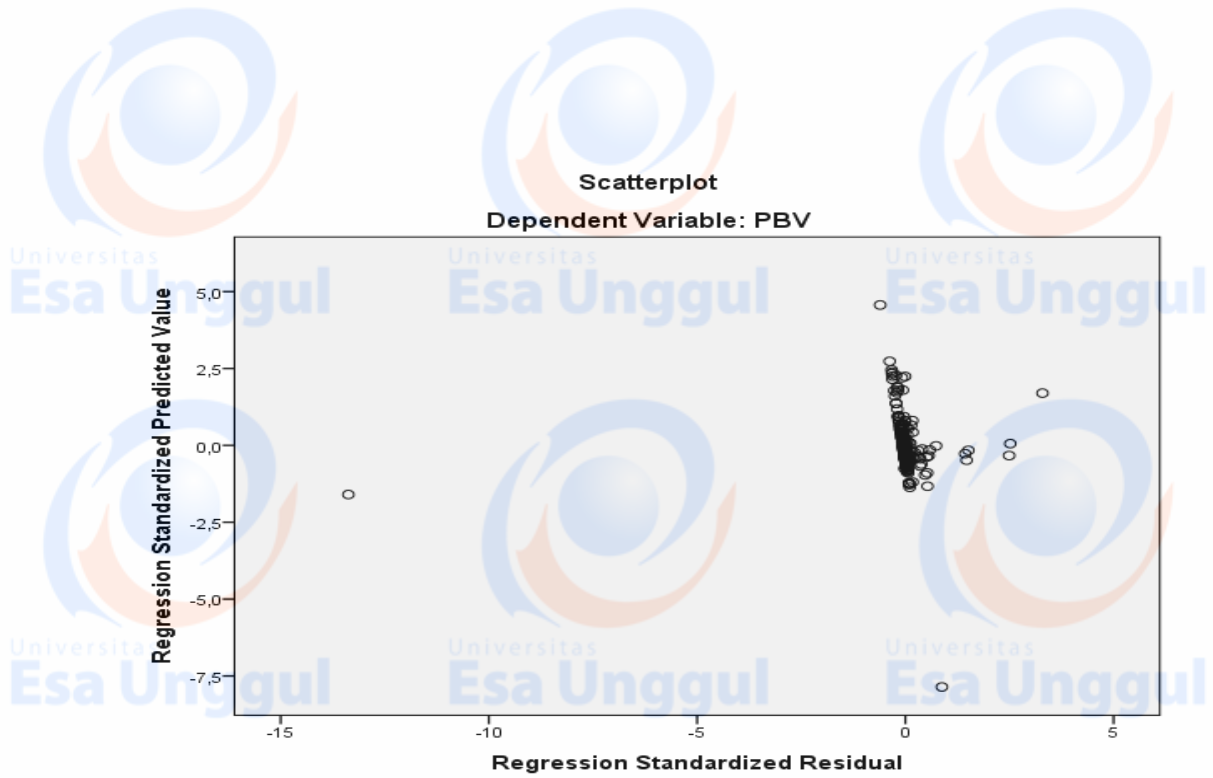 Scatterplot
Dependent Variable: PBV
Universitas
Esa Unggul
Universitas
Esa Unggul
Universitas
Esa Unggul
Regression Standardized Predicted Value
5,0
2,5
0,0
-2,5
-5,0
-7,5
Universitas
Esa Unggul
Universitas
Esa Unggul
Universitas
Esa Unggul
-15
-10
-5
0
5
Regression Standardized Residual